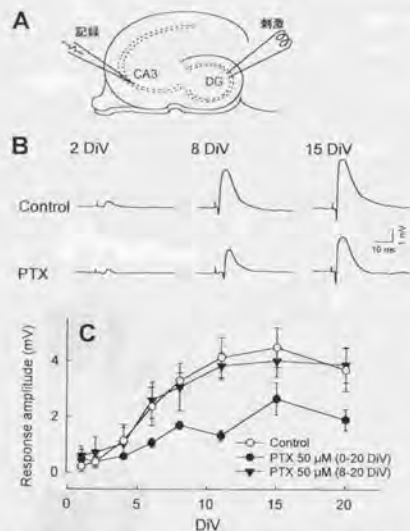 A
記録
刺激
CA3
DG
B
2 DiV
8 DiV
15 DiV
Control
PTX
10 ms
1 mV
C
Response amplitude (mV)
4
2
0
Control
PTX 50 μM (0-20 DiV)
PTX 50 μM (8-20 DiV)
0
5
10
15
20
DiV